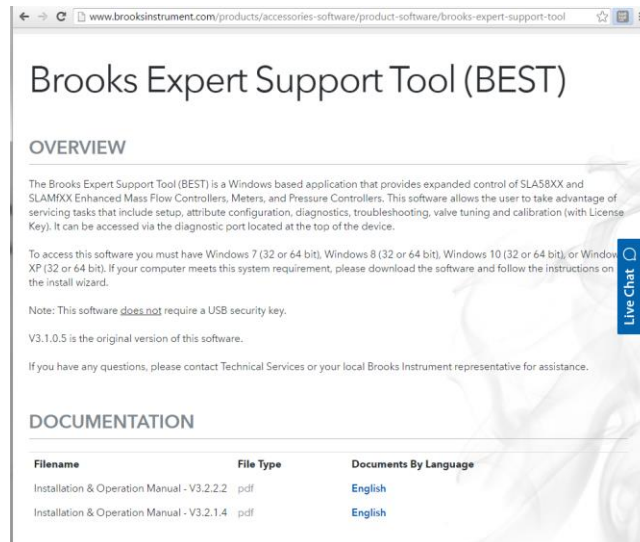 www.brooksinstrument.com/products/accessories-software/product-software/brooks-expert-support-tool
Brooks Expert Support Tool (BEST)
OVERVIEW
The Brooks Expert Support Tool (BEST) is a Windows based application that provides expanded control of SLA58XX and
SLAMfXX Enhanced Mass Flow Controllers, Meters, and Pressure Controllers. This software allows the user to take advantage of
servicing tasks that include setup, attribute configuration, diagnostics, troubleshooting, valve tuning and calibration (with License
Key). It can be accessed via the diagnostic port located at the top of the device.
To access this software you must have Windows 7 (32 or 64 bit), Windows 8 (32 or 64 bit), Windows 10 (32 or 64 bit), or Window
XP (32 or 64 bit). If your computer meets this system requirement, please download the software and follow the instructions on
the install wizard.
Live Chat
Note: This software does not require a USB security key.
V3.1.0.5 is the original version of this software.
If you have any questions, please contact Technical Services or your local Brooks Instrument representative for assistance.
DOCUMENTATION
Filename File Type Documents By Language
Installation & Operation Manual - V3.2.2.2 pdf English
Installation & Operation Manual - V3.2.1.4 pdf English